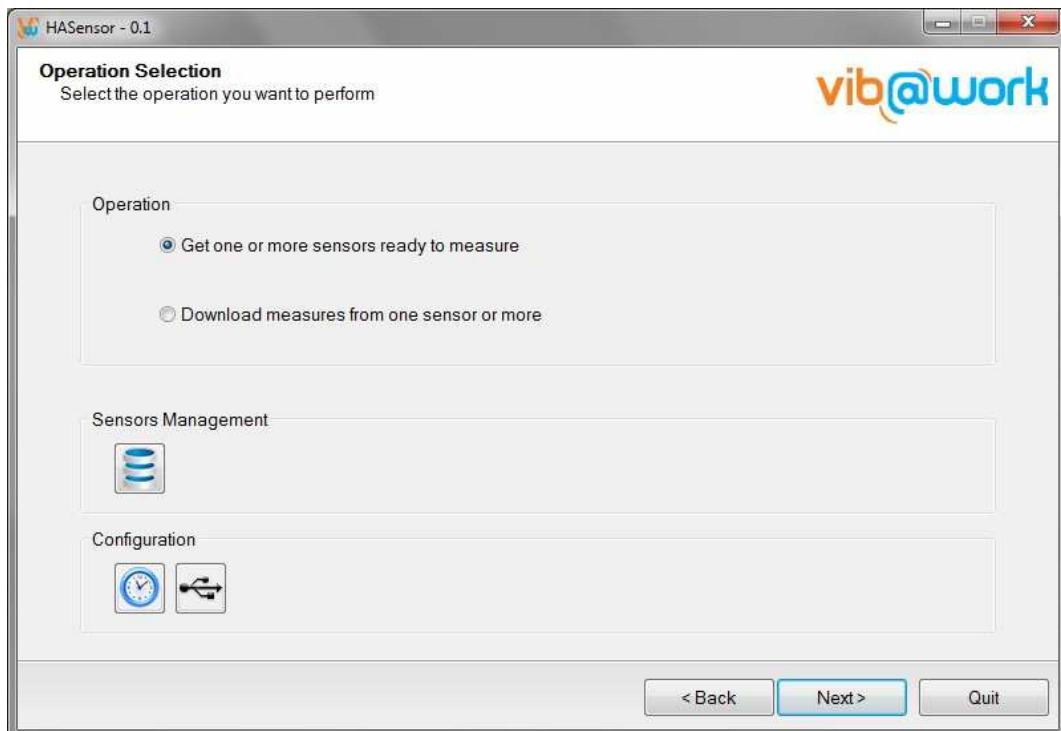 HASensor - 0.1
Operation Selection
Select the operation you want to perform
vib@work
Operation
Get one or more sensors ready to measure
Download measures from one sensor or more
Sensors Management
Configuration
< Back
Next >
Quit